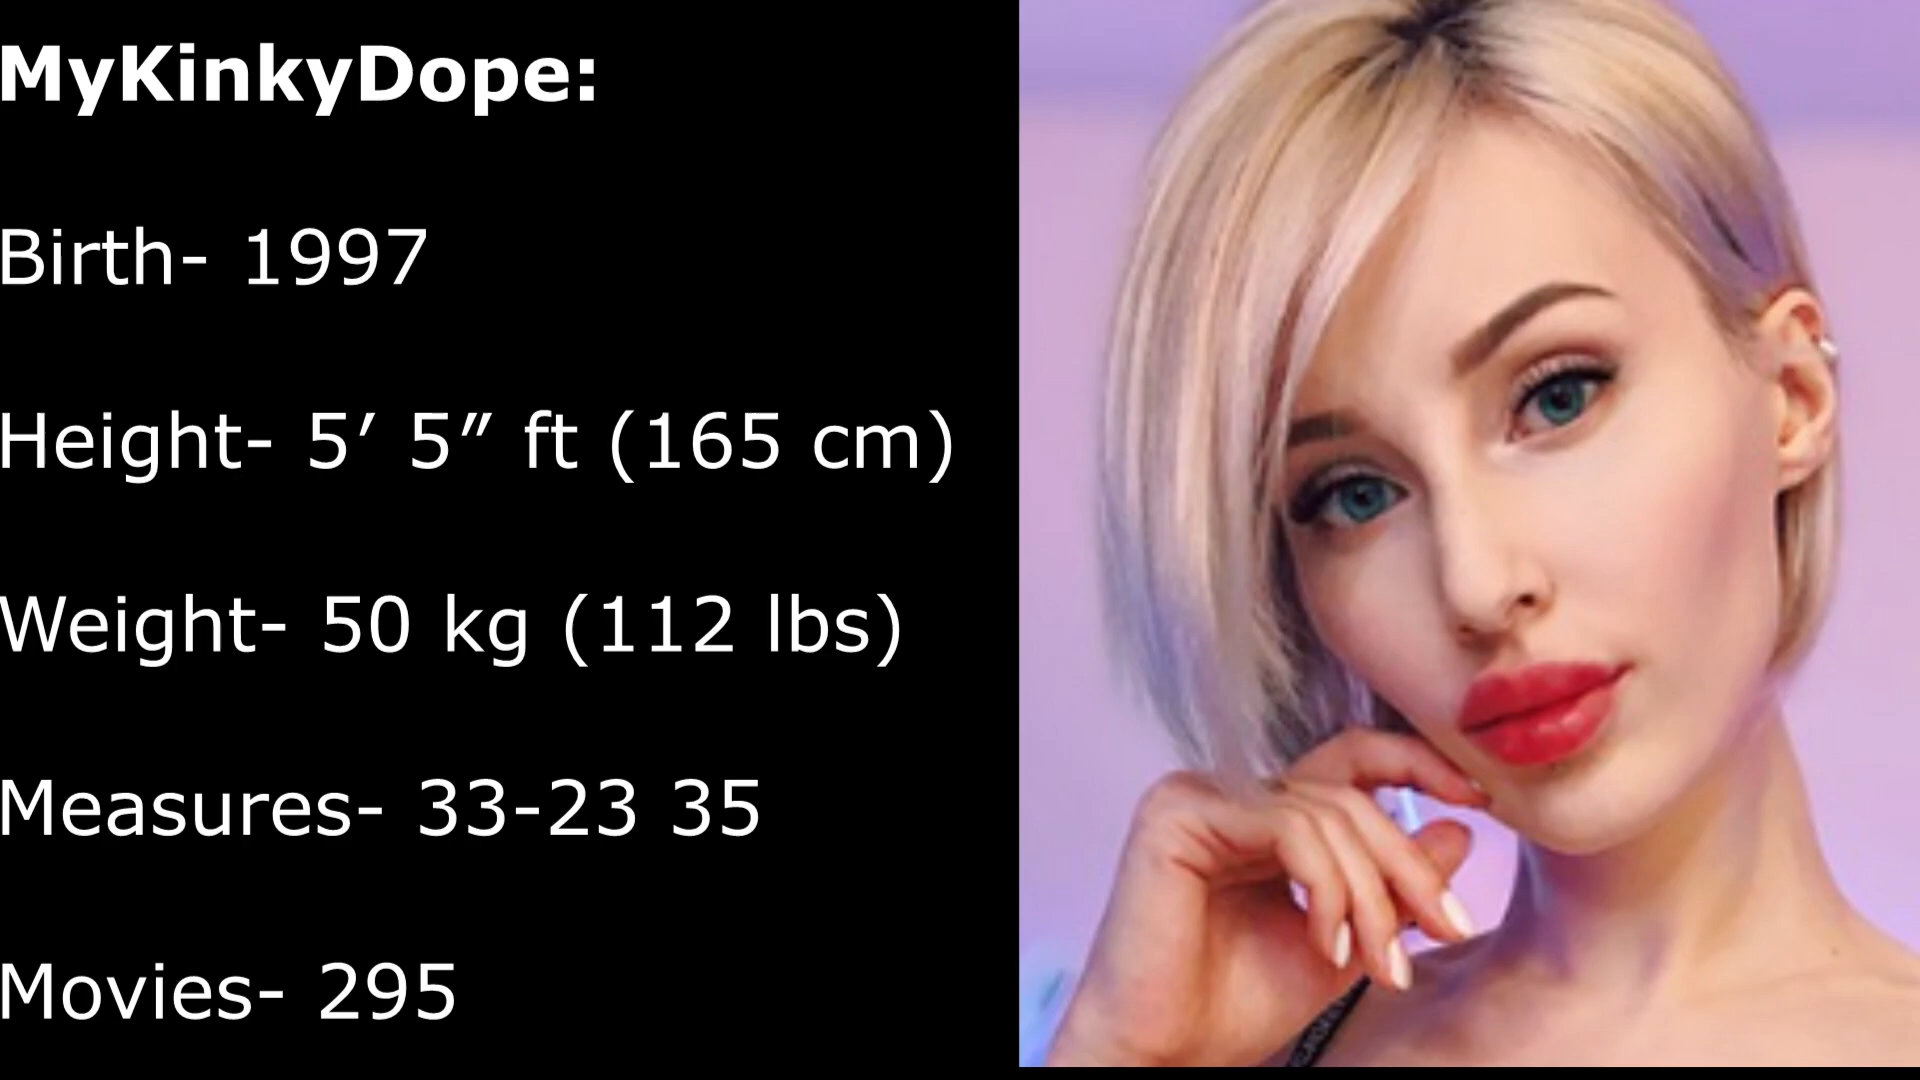 MyKinkyDope:
Birth- 1997
Height- 5′ 5″ ft (165 cm)
Weight- 50 kg (112 lbs)
Measures- 33-23 35
Movies- 295